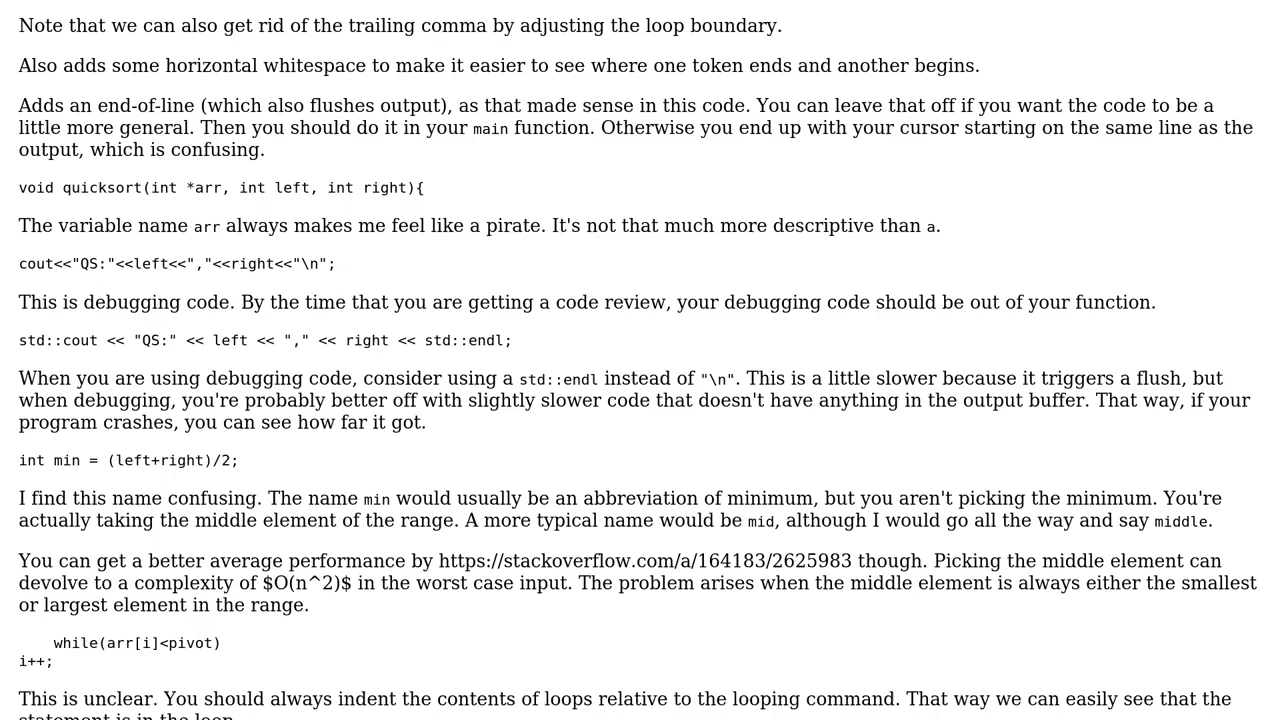 Note that we can also get rid of the trailing comma by adjusting the loop boundary.
Also adds some horizontal whitespace to make it easier to see where one token ends and another begins.
Adds an end-of-line (which also flushes output), as that made sense in this code. You can leave that off if you want the code to be a
little more general. Then you should do it in your main function. Otherwise you end up with your cursor starting on the same line as the
output, which is confusing.
void quicksort(int *arr, int left, int right){
The variable name arr always makes me feel like a pirate. It's not that much more descriptive than a.
cout<<"QS:"<<left<<","<<right<<"\n";
This is debugging code. By the time that you are getting a code review, your debugging code should be out of your function.
std::cout << "QS:" << left << "," << right << std::endl;
When you are using debugging code, consider using a std::endl instead of "\n". This is a little slower because it triggers a flush, but
when debugging, you're probably better off with slightly slower code that doesn't have anything in the output buffer. That way, if your
program crashes, you can see how far it got.
int min = (left+right)/2;
I find this name confusing. The name min would usually be an abbreviation of minimum, but you aren't picking the minimum. You're
actually taking the middle element of the range. A more typical name would be mid, although I would go all the way and say middle.
You can get a better average performance by https://stackoverflow.com/a/164183/2625983 though. Picking the middle element can
devolve to a complexity of $O(n^2)$ in the worst case input. The problem arises when the middle element is always either the smallest
or largest element in the range.
    while(arr[i]<pivot)
i++;
This is unclear. You should always indent the contents of loops relative to the looping command. That way we can easily see that the
statement is in the loop.